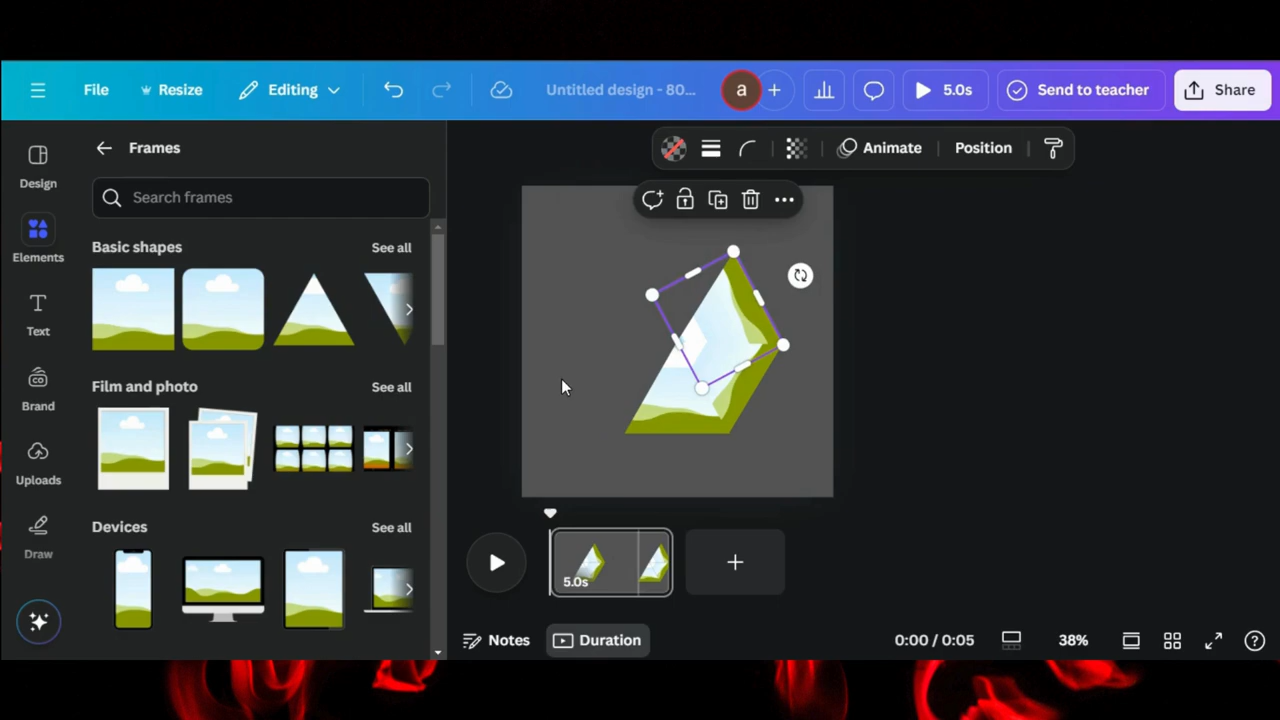 File
Resize
Editing
Untitled design - 80...
a
5.0s
Send to teacher
Share
Design
Elements
Text
Brand
Uploads
Draw
Frames
Search frames
Basic shapes
See all
Film and photo
See all
Devices
See all
Animate
Position
5.0s
Notes
Duration
0:00 / 0:05
38%